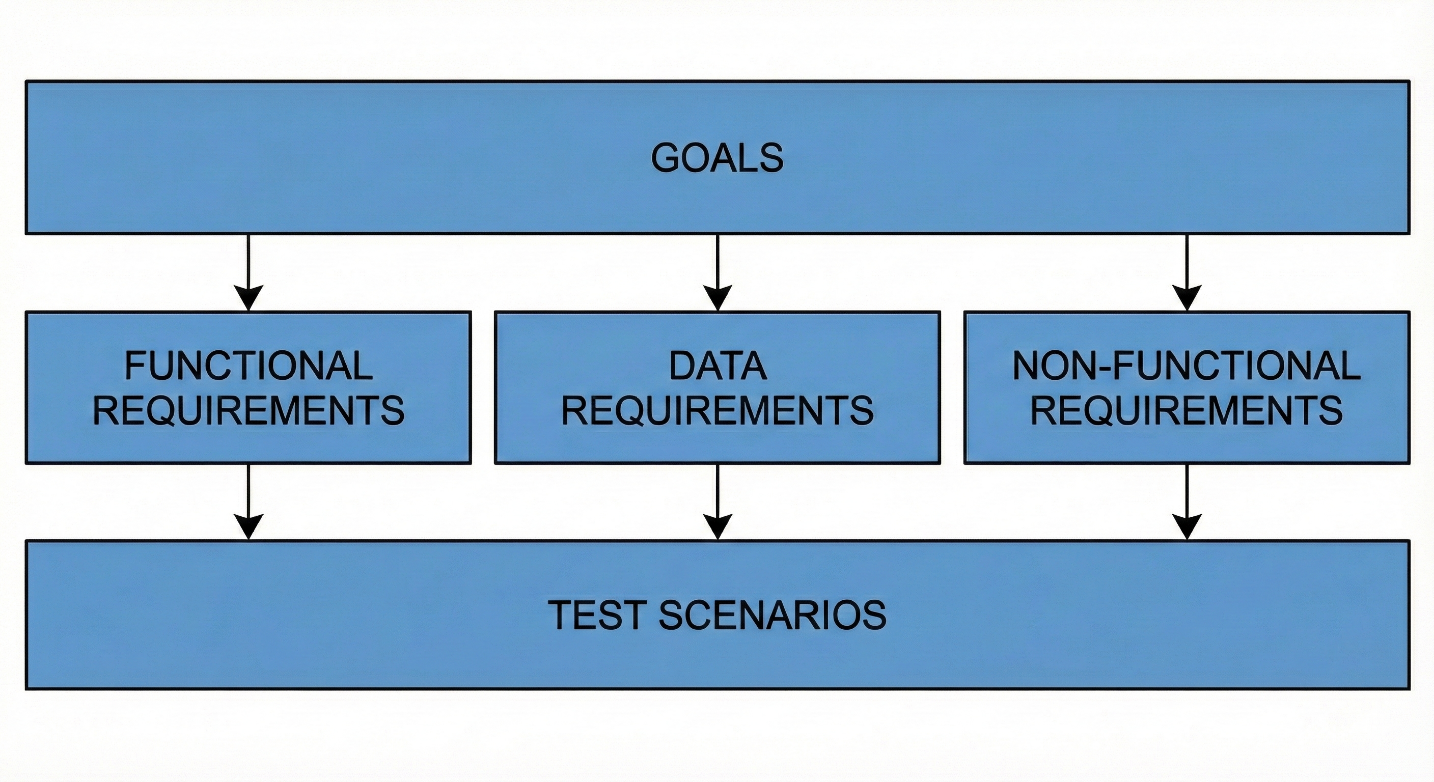 GOALS
FUNCTIONAL
REQUIREMENTS
DATA
REQUIREMENTS
NON-FUNCTIONAL
REQUIREMENTS
TEST SCENARIOS